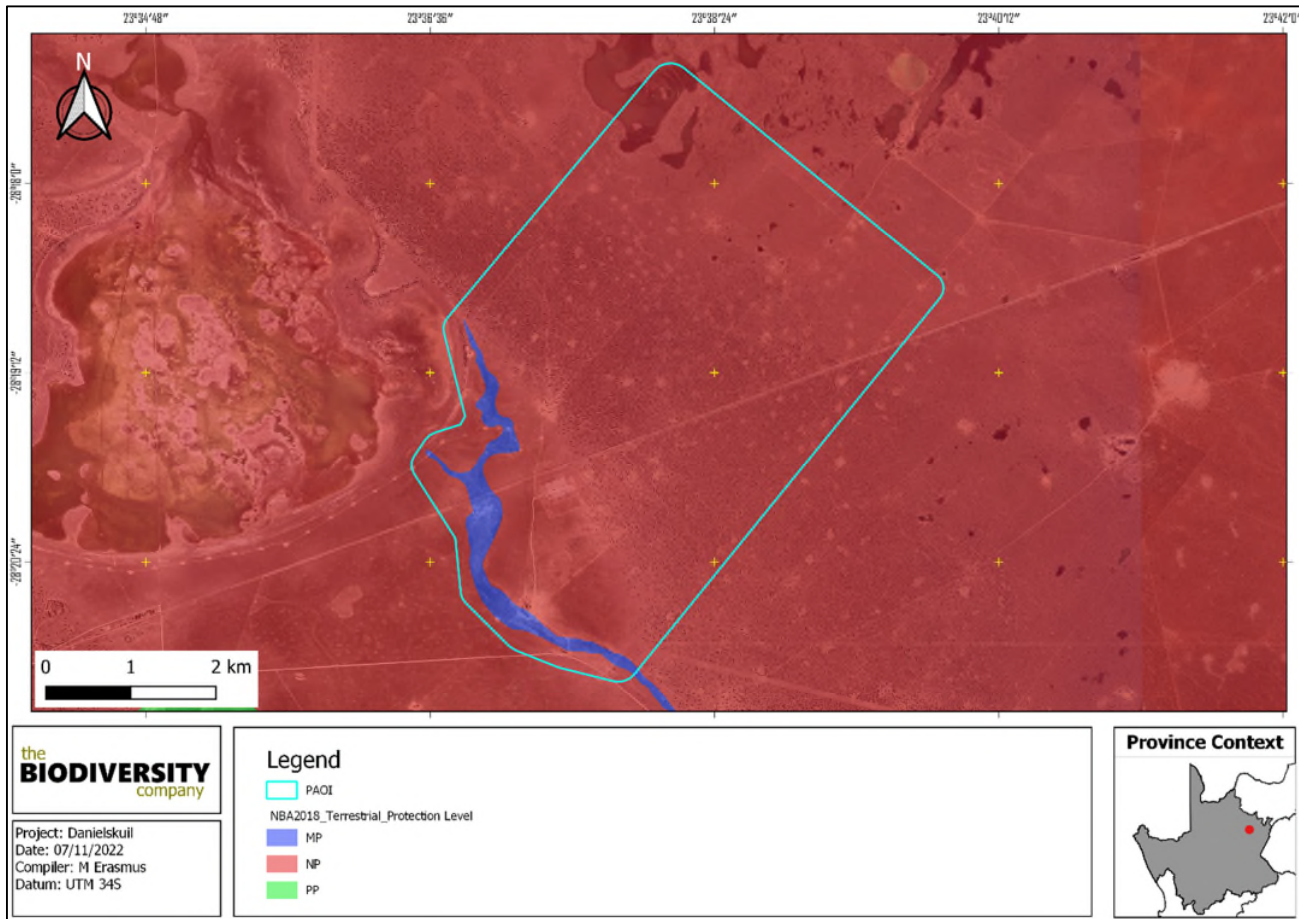 23°34'48" 23°36'36" 23°38'24" 23°40'12" 23°42'0"
N
-28°18'0"
-28°19'12"
-28°20'24"
0 1 2 km
the
BIODIVERSITY
company
Project: Danielskuil
Date: 07/11/2022
Compiler: M Erasmus
Datum: UTM 34S
Legend
PAOI
NBA2018_Terrestrial_Protection Level
MP
NP
PP
Province Context